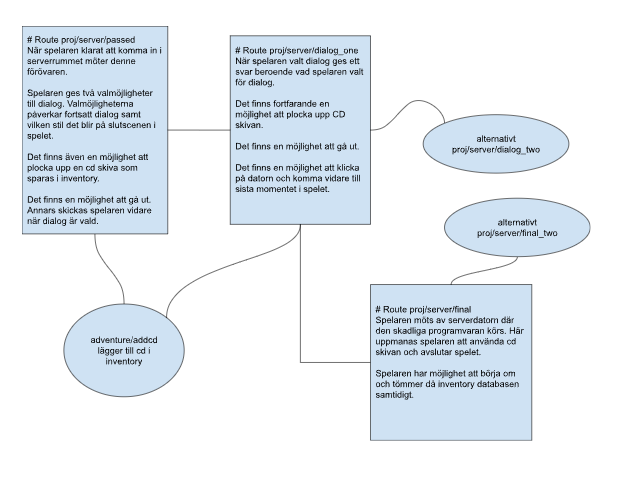 # Route proj/server/passed
När spelaren klarat att komma in i
serverrummet möter denne
förövaren.
Spelaren ges två valmöjligheter
till dialog. Valmöjligheterna
påverkar fortsatt dialog samt
vilken stil det blir på slutscenen i
spelet.
Det finns även en möjlighet att
plocka upp en cd skiva som
sparas i inventory.
Det finns en möjlighet att gå ut.
Annars skickas spelaren vidare
när dialog är vald.
# Route proj/server/dialog_one
När spelaren valt dialog ges ett
svar beroende vad spelaren valt
för dialog.
Det finns fortfarande en
möjlighet att plocka upp CD
skivan.
Det finns en möjlighet att gå ut.
Det finns en möjlighet att klicka
på datorn och komma vidare till
sista momentet i spelet.
alternativt
proj/server/dialog_two
alternativt
proj/server/final_two
adventure/addcd
lägger till cd i
inventory
# Route proj/server/final
Spelaren möts av serverdatorn där
den skadliga programvaran körs. Här
uppmanas spelaren att använda cd
skivan och avslutar spelet.
Spelaren har möjlighet att börja om
och tömmer då inventory databasen
samtidigt.